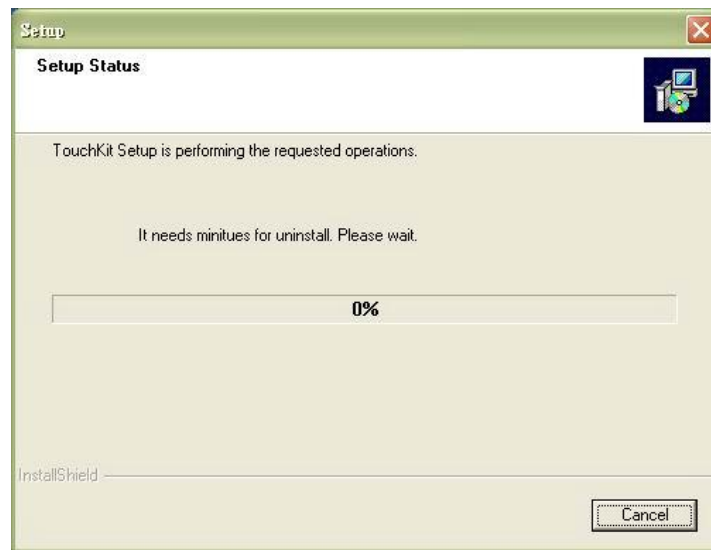 Setup
Setup Status
TouchKit Setup is performing the requested operations.
It needs minitues for uninstall. Please wait.
0%
InstallShield
Cancel